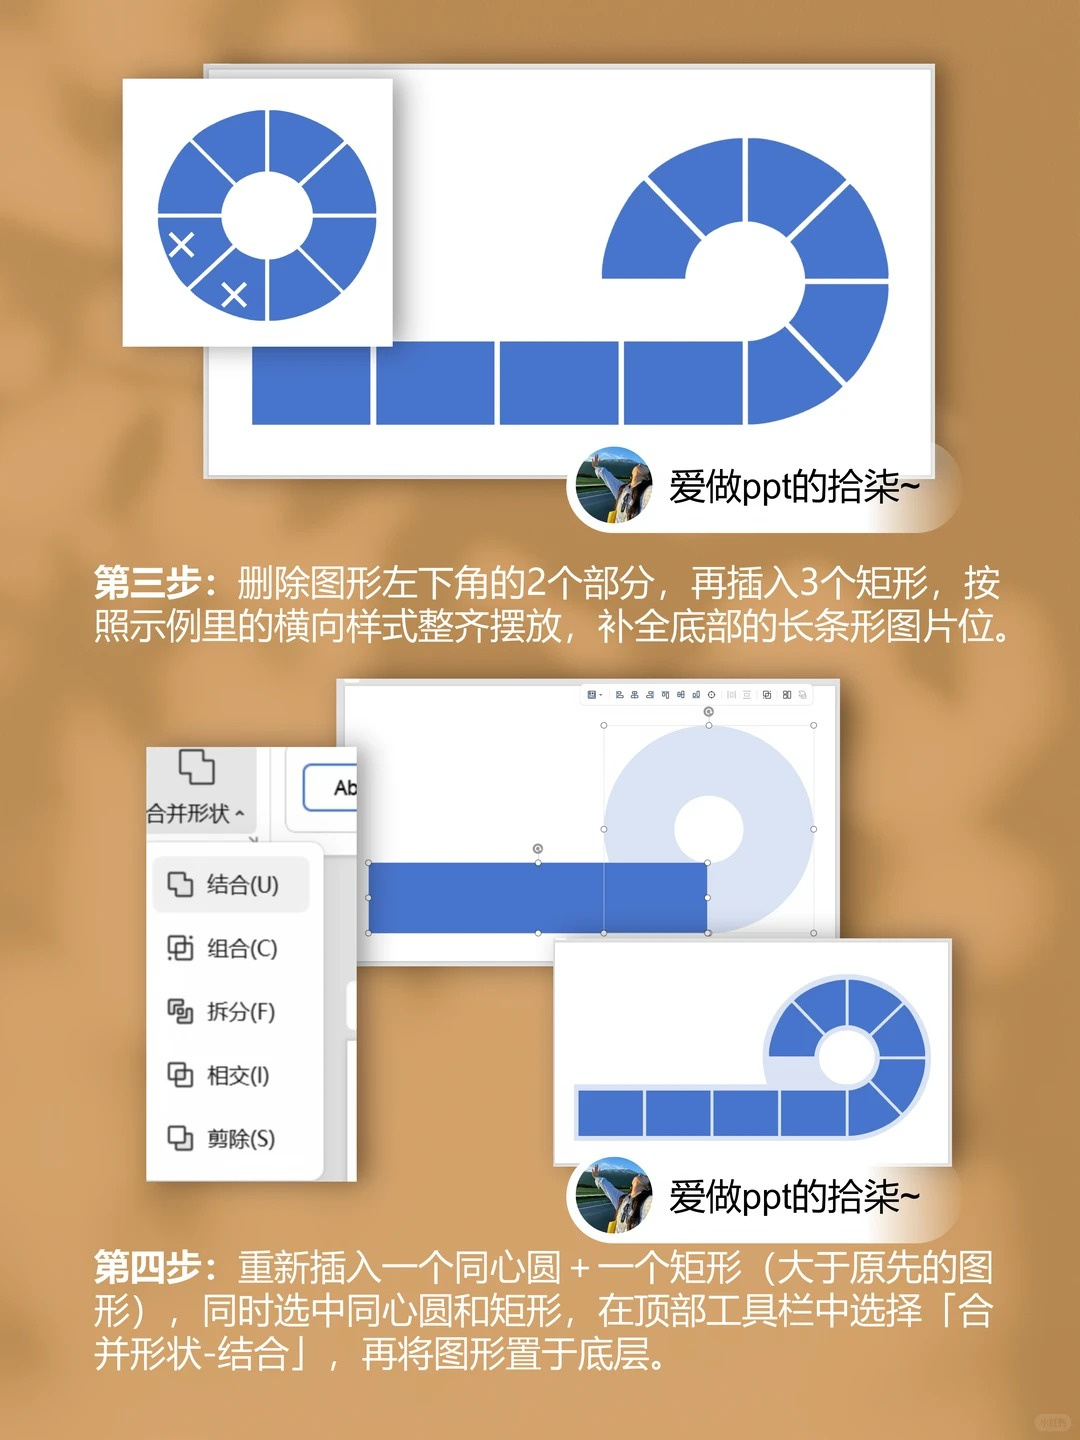 爱做ppt的拾柒~
第三步：删除图形左下角的2个部分，再插入3个矩形，按
照示例里的横向样式整齐摆放，补全底部的长条形图片位。
合并形状
Ab
结合(U)
组合(C)
拆分(F)
相交(I)
剪除(S)
爱做ppt的拾柒~
第四步：重新插入一个同心圆＋一个矩形（大于原先的图
形），同时选中同心圆和矩形，在顶部工具栏中选择「合
并形状-结合」，再将图形置于底层。
小红书